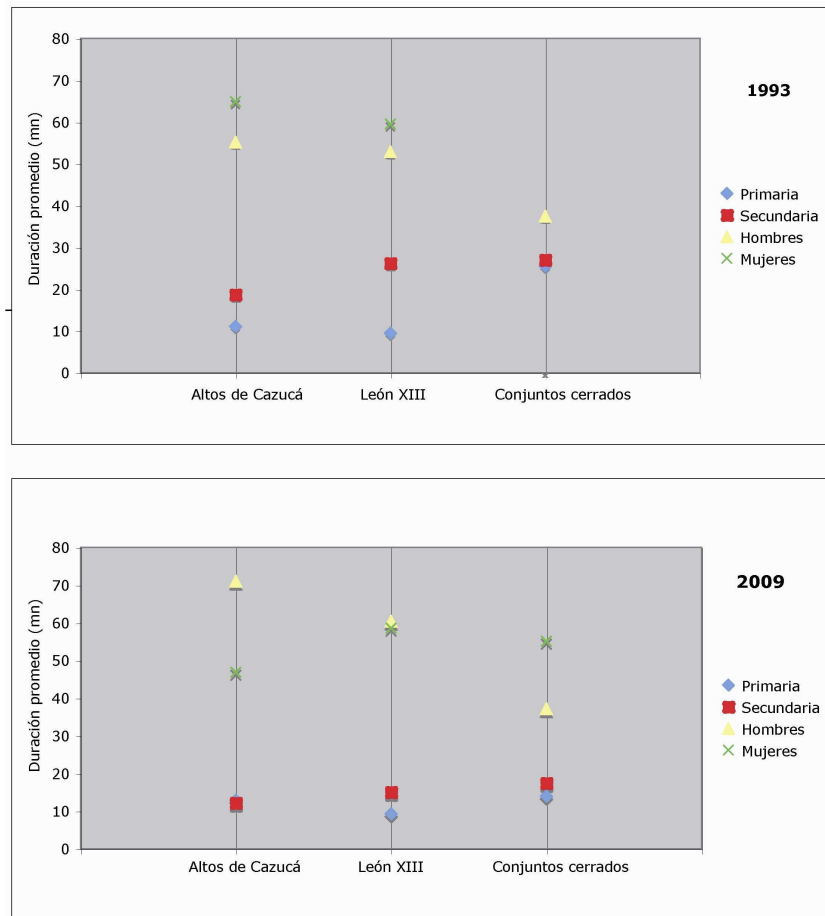 1993
Duración promedio (mn)
80
70
60
50
40
30
20
10
0
Altos de Cazucá León XIII Conjuntos cerrados
Primaria
Secundaria
Hombres
Mujeres
2009
Duración promedio (mn)
80
70
60
50
40
30
20
10
0
Altos de Cazucá León XIII Conjuntos cerrados
Primaria
Secundaria
Hombres
Mujeres